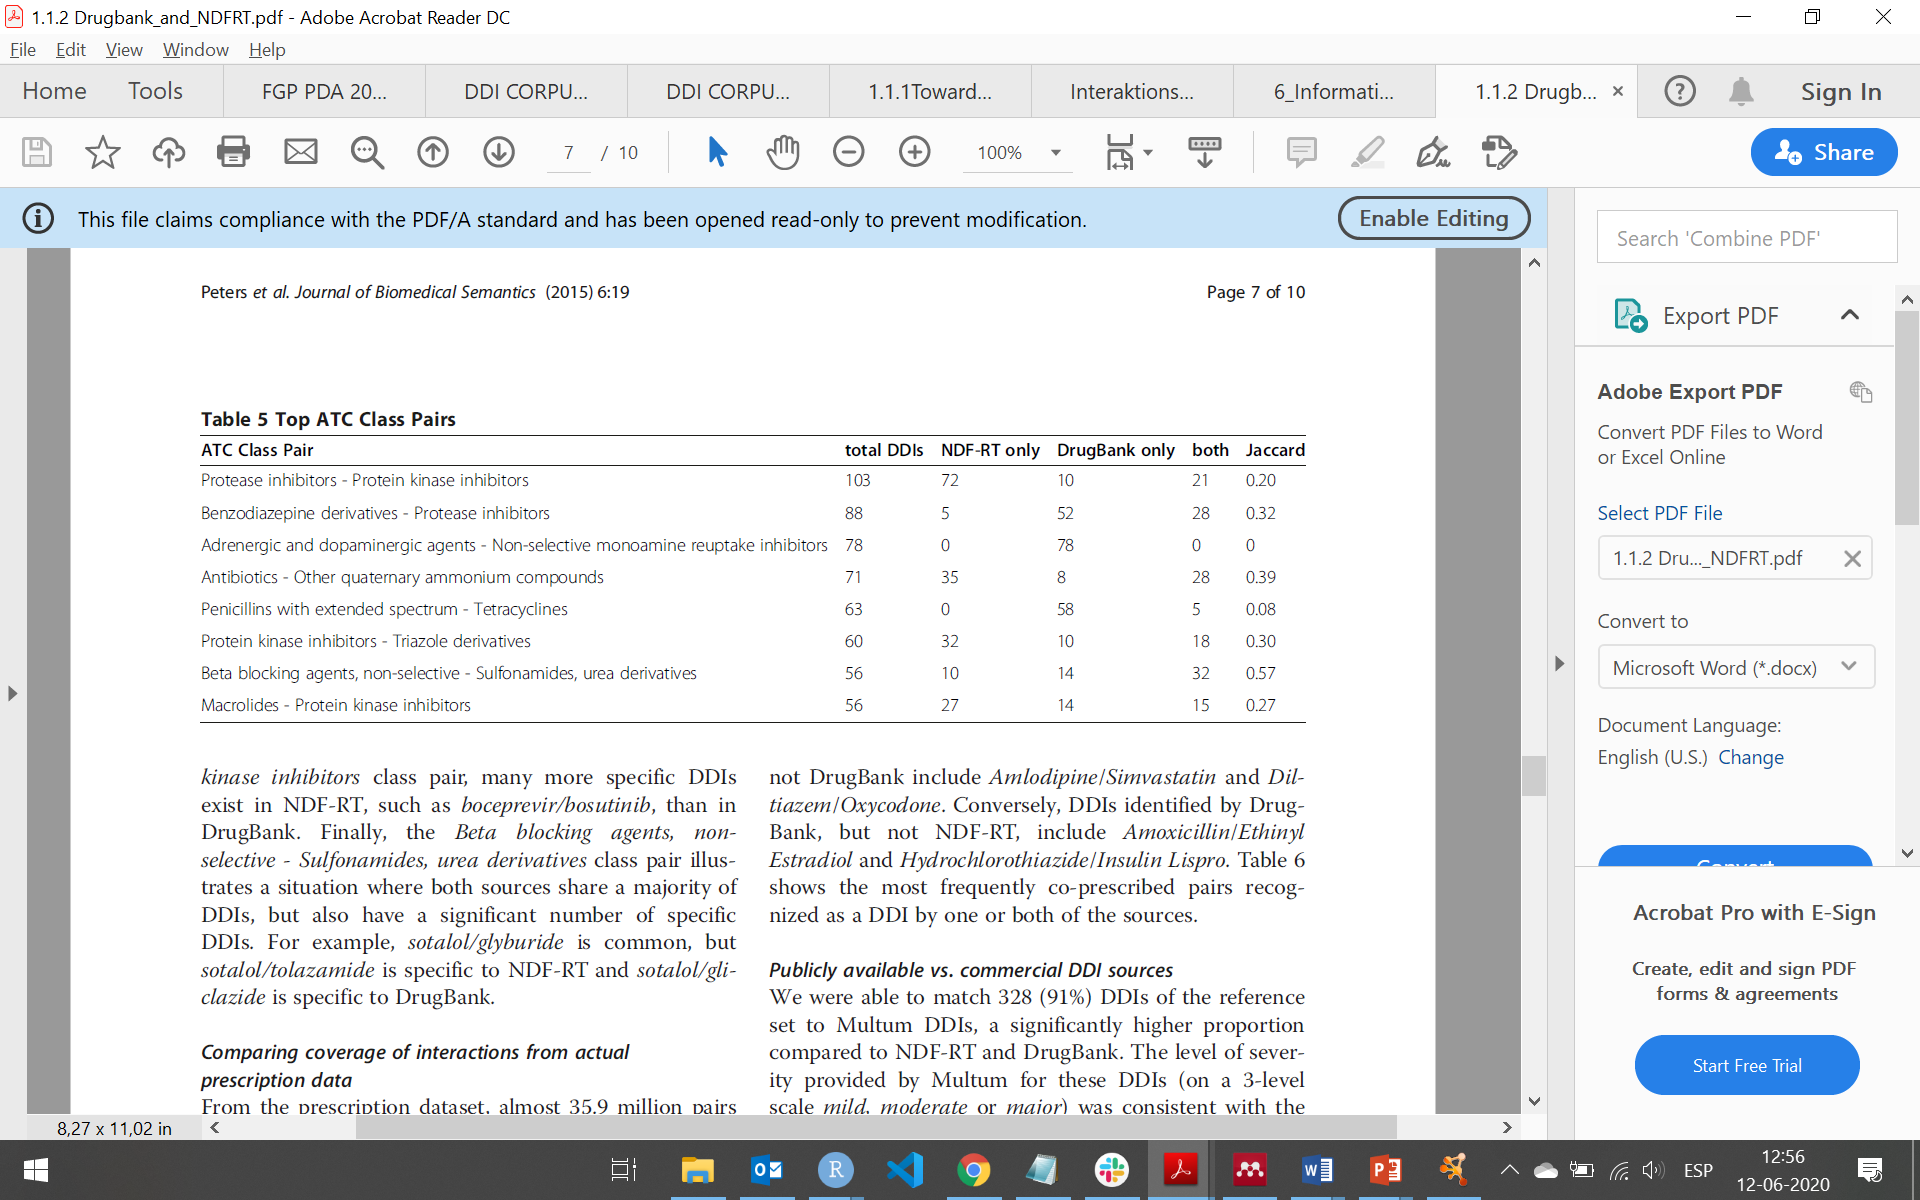 1.1.2 Drugbank_and_NDFRT.pdf - Adobe Acrobat Reader DC
File Edit View Window Help
Home Tools FGP PDA 20... DDI CORPU... DDI CORPU... 1.1.1Toward... Interaktions... 6_Informati... 1.1.2 Drugb... Sign In
7 / 10 100% Share
This file claims compliance with the PDF/A standard and has been opened read-only to prevent modification. Enable Editing
Peters et al. Journal of Biomedical Semantics (2015) 6:19 Page 7 of 10
Table 5 Top ATC Class Pairs
ATC Class Pair total DDIs NDF-RT only DrugBank only both Jaccard
Protease inhibitors - Protein kinase inhibitors 103 72 10 21 0.20
Benzodiazepine derivatives - Protease inhibitors 88 5 52 28 0.32
Adrenergic and dopaminergic agents - Non-selective monoamine reuptake inhibitors 78 0 78 0 0
Antibiotics - Other quaternary ammonium compounds 71 35 8 28 0.39
Penicillins with extended spectrum - Tetracyclines 63 0 58 5 0.08
Protein kinase inhibitors - Triazole derivatives 60 32 10 18 0.30
Beta blocking agents, non-selective - Sulfonamides, urea derivatives 56 10 14 32 0.57
Macrolides - Protein kinase inhibitors 56 27 14 15 0.27
kinase inhibitors class pair, many more specific DDIs
exist in NDF-RT, such as boceprevir/bosutinib, than in
DrugBank. Finally, the Beta blocking agents, non-
selective - Sulfonamides, urea derivatives class pair illus-
trates a situation where both sources share a majority of
DDIs, but also have a significant number of specific
DDIs. For example, sotalol/glyburide is common, but
sotalol/tolazamide is specific to NDF-RT and sotalol/gli-
clazide is specific to DrugBank.
Comparing coverage of interactions from actual
prescription data
From the prescription dataset, almost 35.9 million pairs
not DrugBank include Amlodipine/Simvastatin and Dil-
tiazem/Oxycodone. Conversely, DDIs identified by Drug-
Bank, but not NDF-RT, include Amoxicillin/Ethinyl
Estradiol and Hydrochlorothiazide/Insulin Lispro. Table 6
shows the most frequently co-prescribed pairs recog-
nized as a DDI by one or both of the sources.
Publicly available vs. commercial DDI sources
We were able to match 328 (91%) DDIs of the reference
set to Multum DDIs, a significantly higher proportion
compared to NDF-RT and DrugBank. The level of sever-
ity provided by Multum for these DDIs (on a 3-level
scale mild, moderate or major) was consistent with the
Search 'Combine PDF'
Export PDF
Adobe Export PDF
Convert PDF Files to Word
or Excel Online
Select PDF File
1.1.2 Dru..._NDFRT.pdf
Convert to
Microsoft Word (*.docx)
Document Language:
English (U.S.) Change
Convert
Acrobat Pro with E-Sign
Create, edit and sign PDF
forms & agreements
Start Free Trial
8,27 x 11,02 in
ESP
12:56
12-06-2020